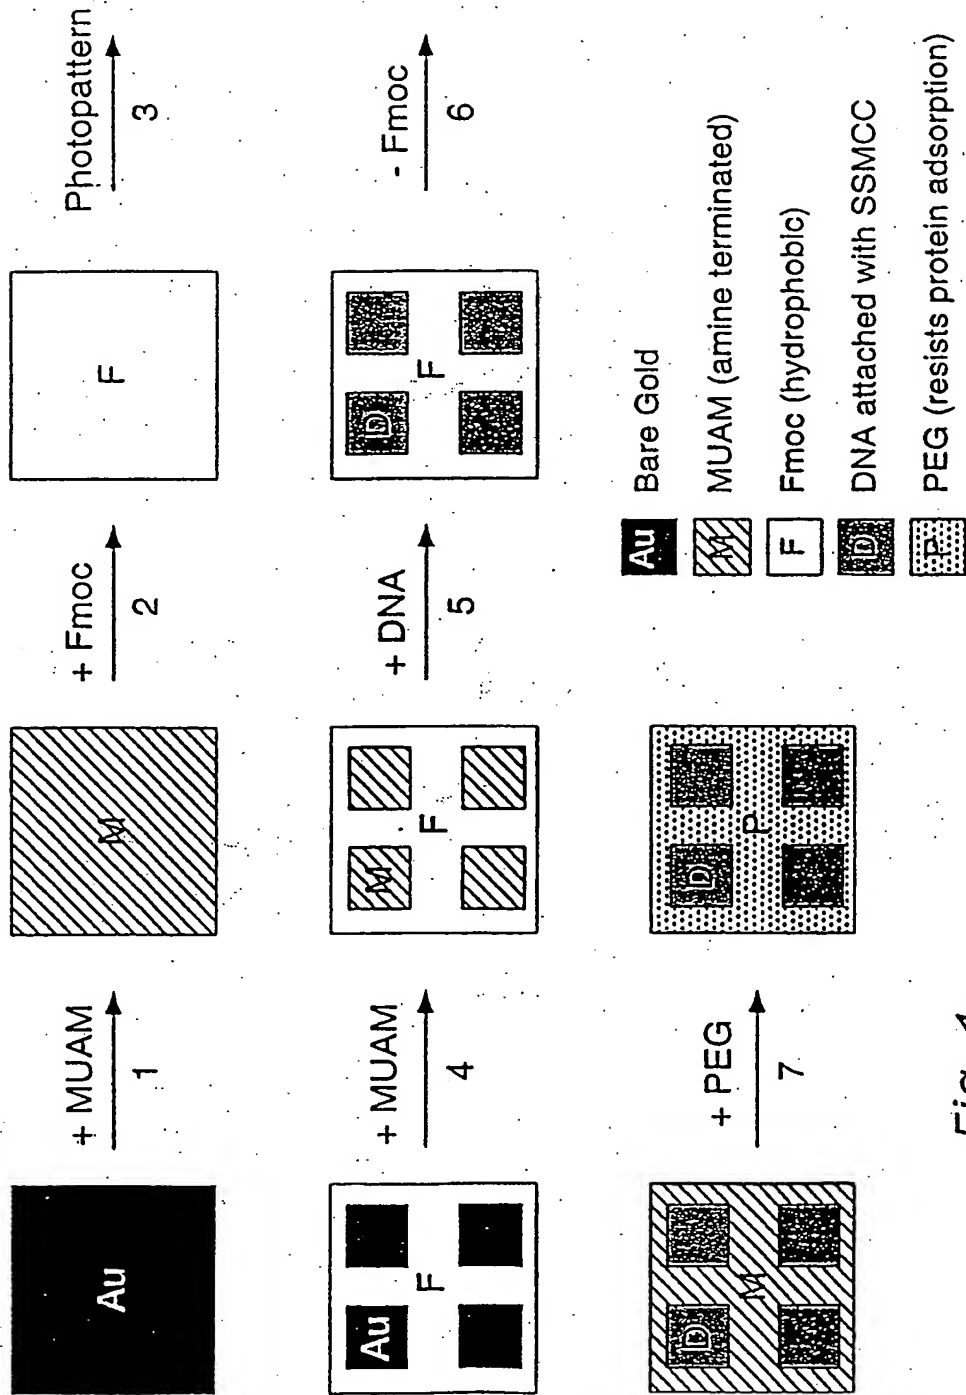 Au
+ MUAM
1
M
+ Fmoc
2
F
Photopattern
3
Au
F
+ MUAM
4
M
F
+ DNA
5
D
F
- Fmoc
6
D
M
+ PEG
7
D
P
Au Bare Gold
M MUAM (amine terminated)
F Fmoc (hydrophobic)
D DNA attached with SSMCC
P PEG (resists protein adsorption)